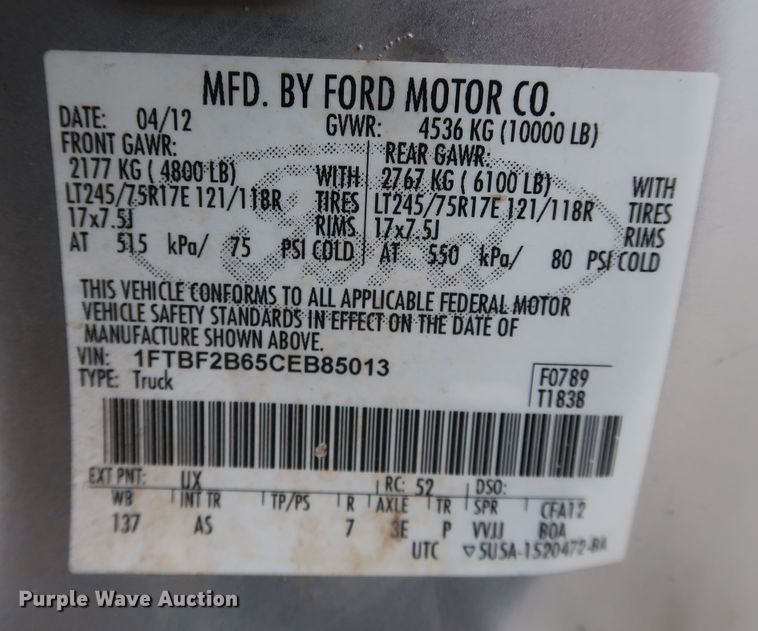 MFD. BY FORD MOTOR CO.
DATE: 04/12 GVWR: 4536 KG (10000 LB)
FRONT GAWR: REAR GAWR:
2177 KG ( 4800 LB) WITH 2767 KG ( 6100 LB) WITH
LT245/75R17E 121/118R TIRES LT245/75R17E 121/118R TIRES
17x7.5J RIMS 17x7.5J RIMS
AT 515 kPa/ 75 PSI COLD AT 550 kPa/ 80 PSI COLD
Ford
THIS VEHICLE CONFORMS TO ALL APPLICABLE FEDERAL MOTOR
VEHICLE SAFETY STANDARDS IN EFFECT ON THE DATE OF
MANUFACTURE SHOWN ABOVE.
VIN: 1FTBF2B65CEB85013
TYPE: Truck
F0789
T1838
EXT PNT: UX RC: 52 DSO:
WB INT TR TP/PS R AXLE TR SPR CFA12
137 AS 7 3E P VVJJ BOA
UTC ▽5U5A-1520472-BA
Purple Wave Auction